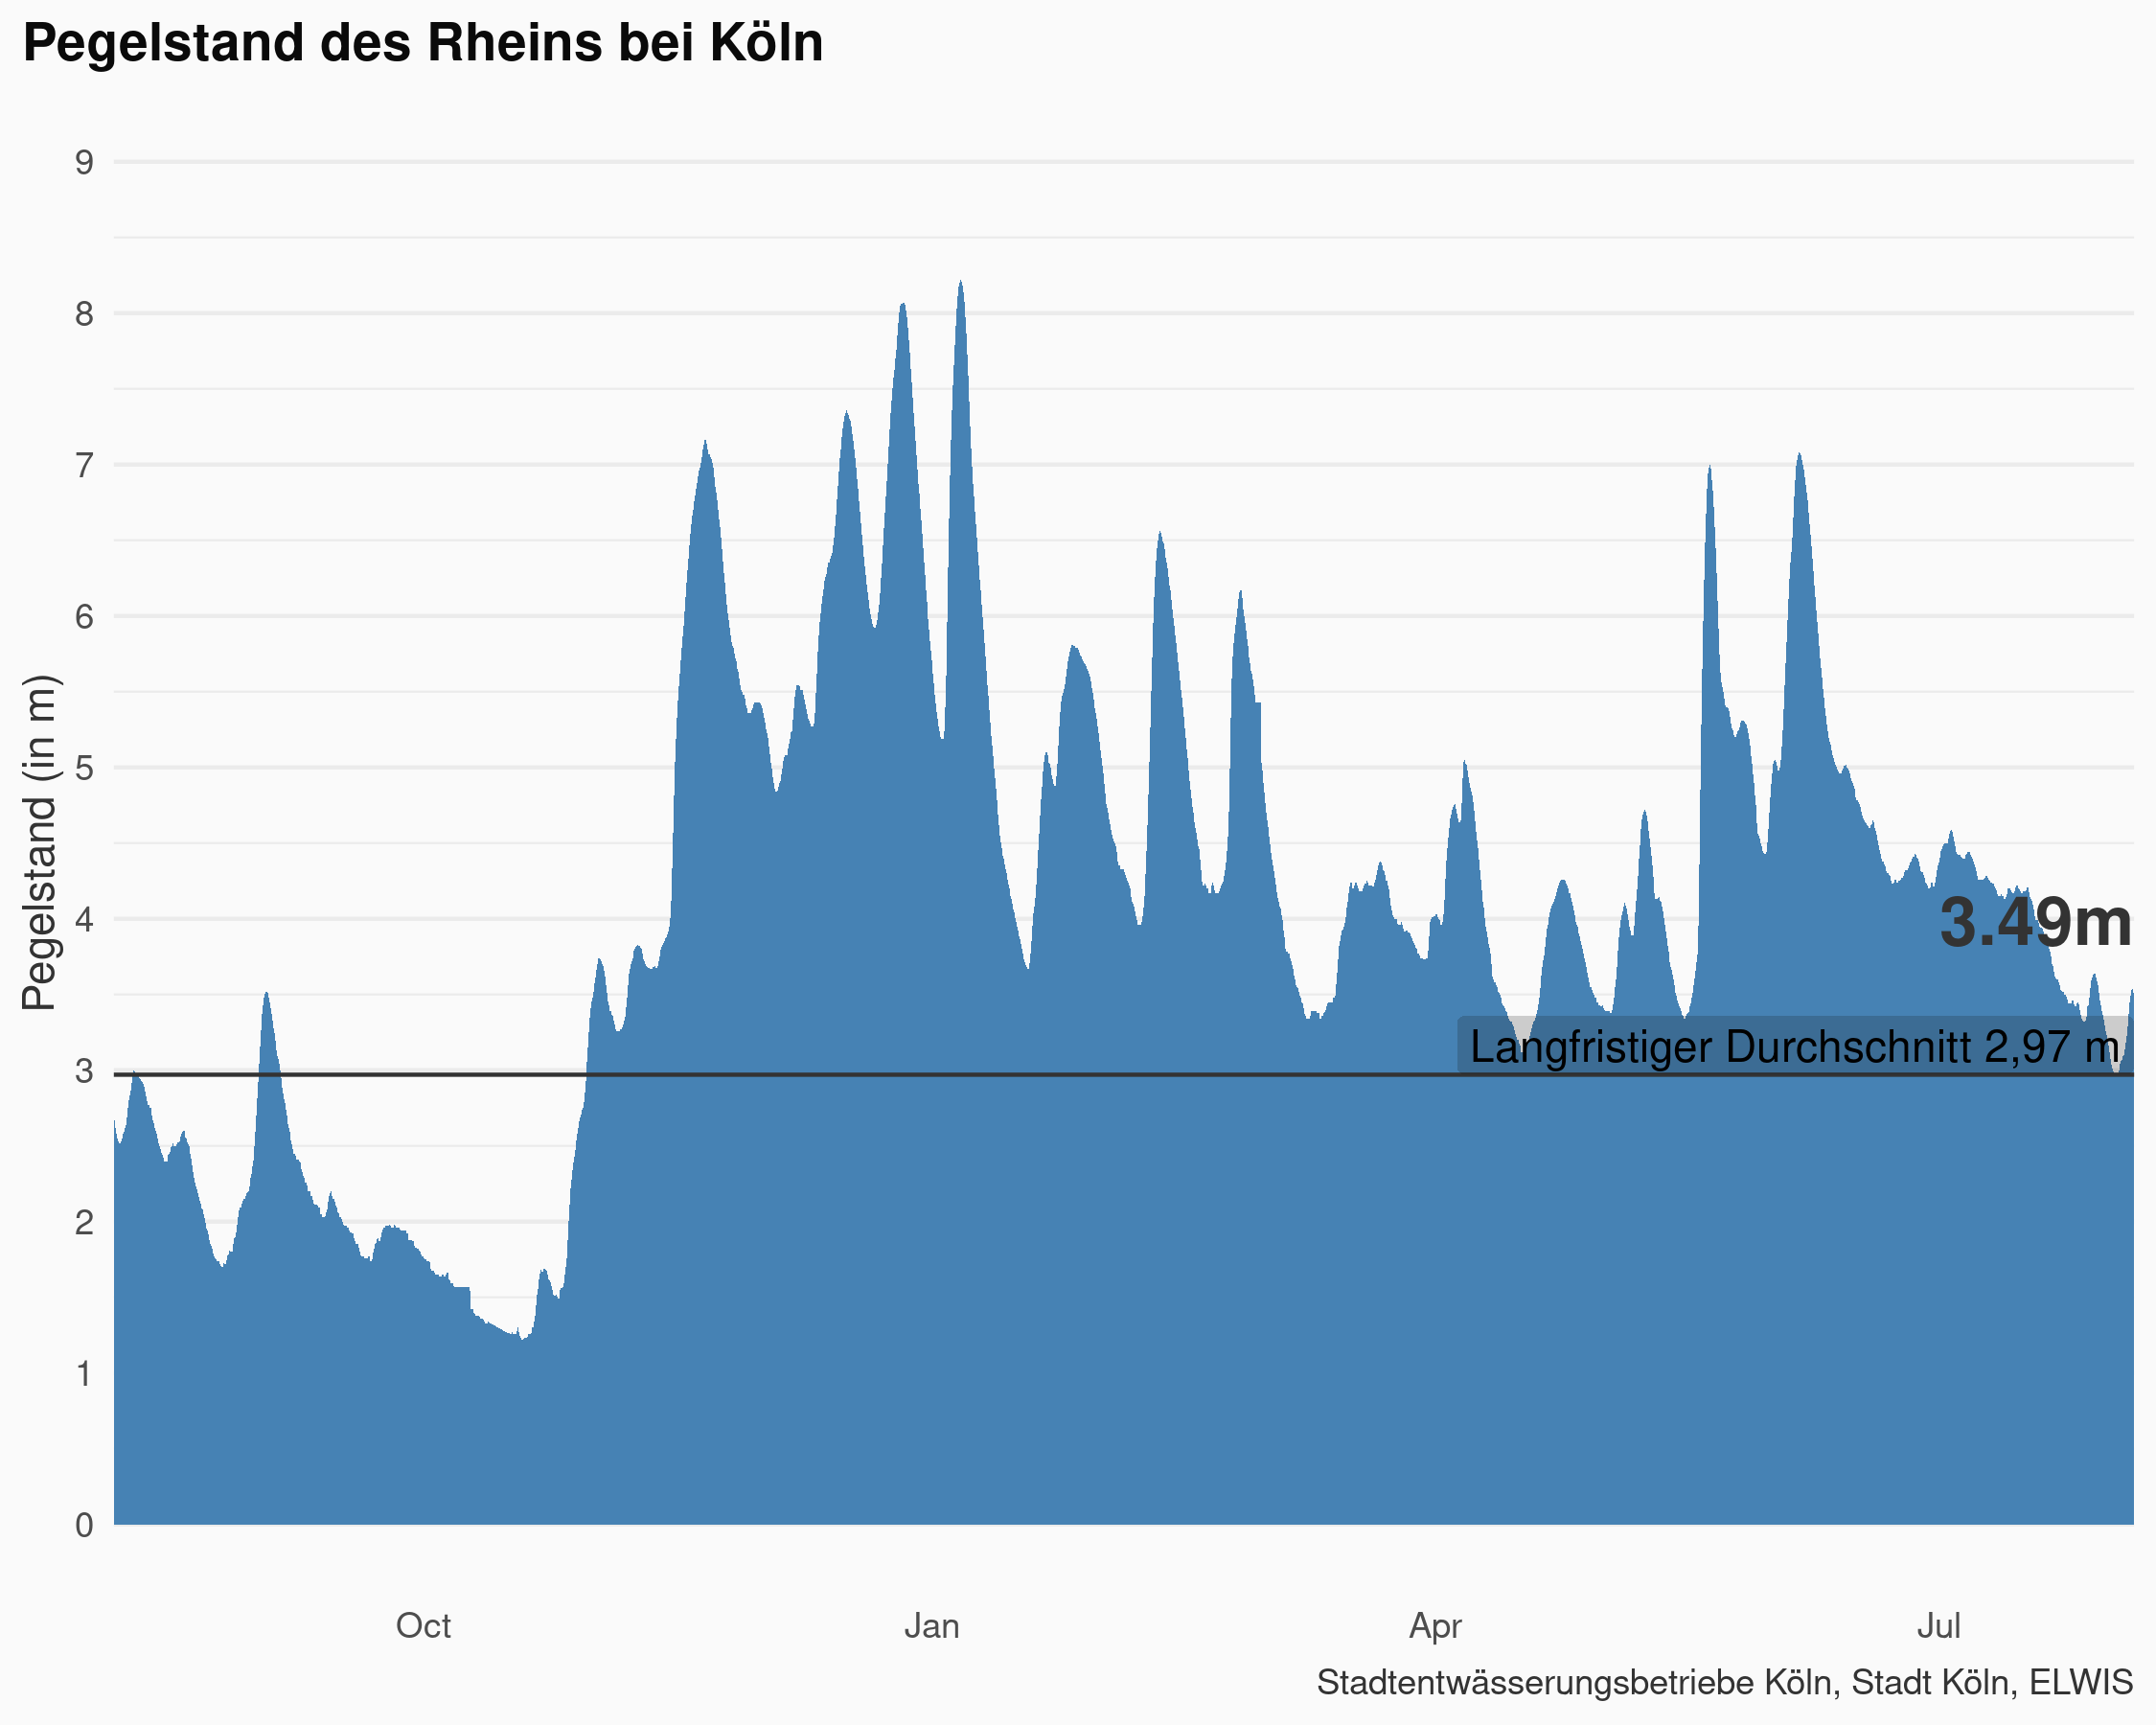 Pegelstand des Rheins bei Köln
Pegelstand (in m)
9
8
7
6
5
4
3
2
1
0
3.49m
Langfristiger Durchschnitt 2,97 m
Oct
Jan
Apr
Jul
Stadtentwässerungsbetriebe Köln, Stadt Köln, ELWIS